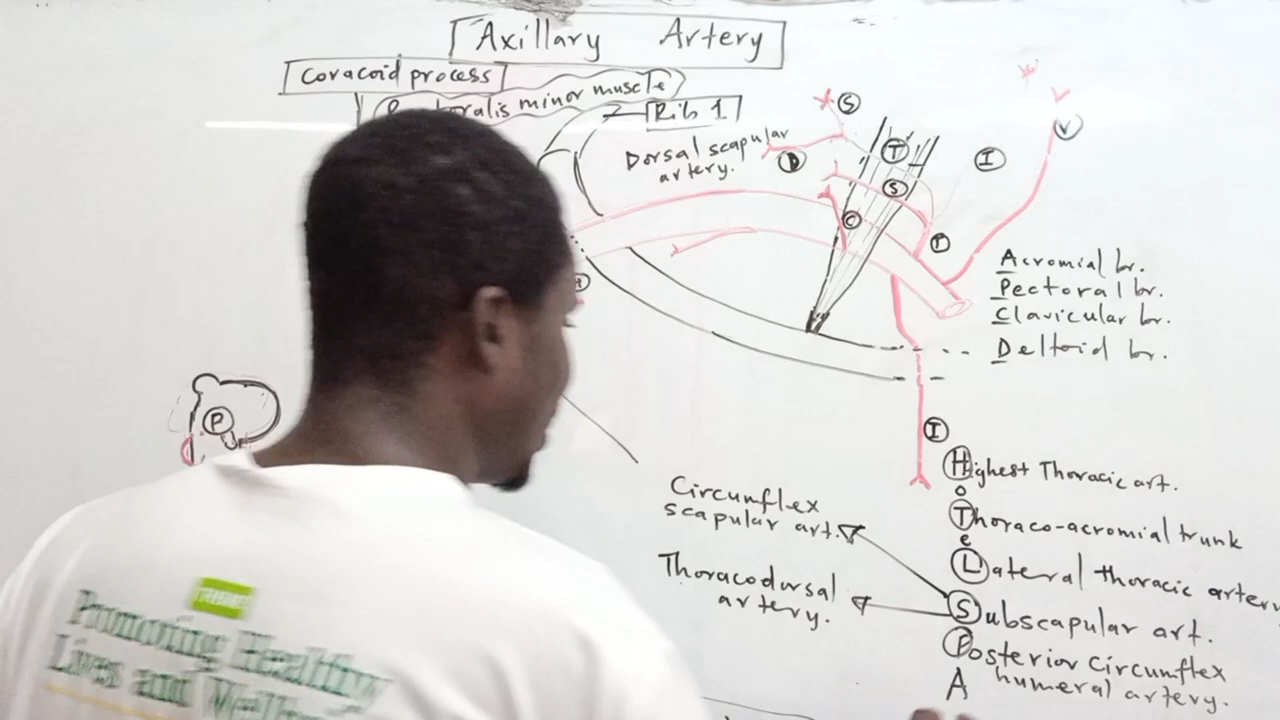 Axillary Artery
Coracoid process
minor muscle
Rib 1
Dorsal scapular
artery.
S
D
T
S
C
P
I
V
Acromial br.
Pectoral br.
Clavicular br.
Deltoid br.
P
I
Highest Thoracic art.
o
Thoraco-acromial trunk
e
Lateral thoracic artery
Subscapular art.
Posterior Circumflex
humeral artery.
A
Circumflex
scapular art.
Thoracodorsal
artery.
Promoting Healthy
Lives and